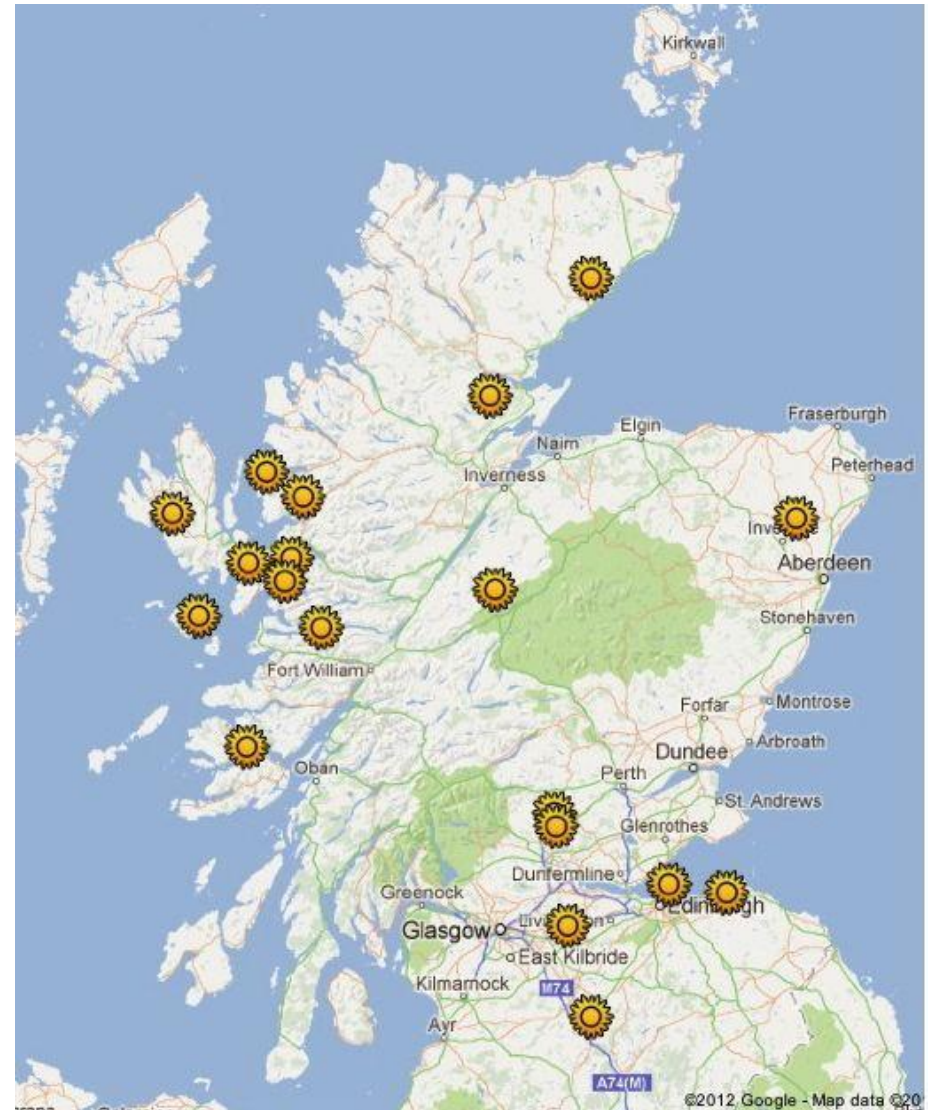 Kirkwall
Fraserburgh
Elgin
Nairn
Peterhead
Inverness
Aberdeen
Stonehaven
Fort William
Forfar
Montrose
Arbroath
Dundee
Oban
Perth
St. Andrews
Glenrothes
Dunfermline
Greenock
Edinburgh
Glasgow
East Kilbride
Kilmarnock
M74
Ayr
A74(M)
©2012 Google - Map data ©20